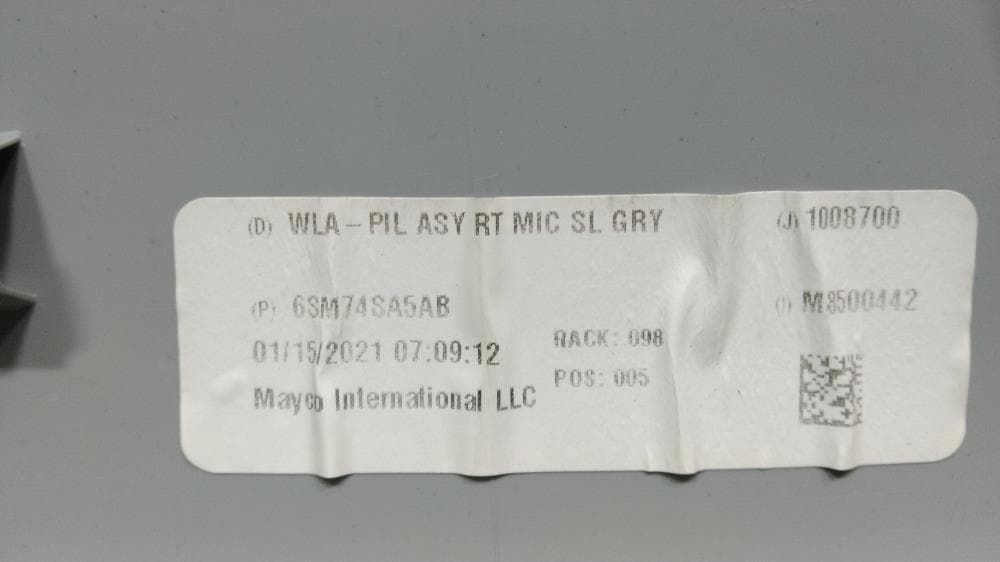 (D) WLA-PIL ASY RT MIC SL GRY
(J) 1008700
(P) 6SM74SA5AB
(I) M8500442
01/15/2021 07:09:12
RACK: 098
POS: 005
Mayco International LLC